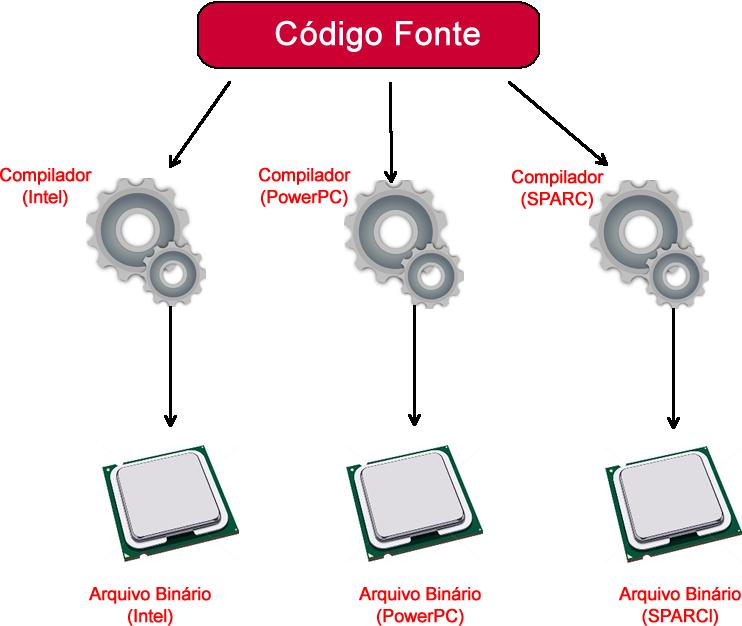 Código Fonte
Compilador
(Intel)
Compilador
(PowerPC)
Compilador
(SPARC)
Arquivo Binário
(Intel)
Arquivo Binário
(PowerPC)
Arquivo Binário
(SPARCl)